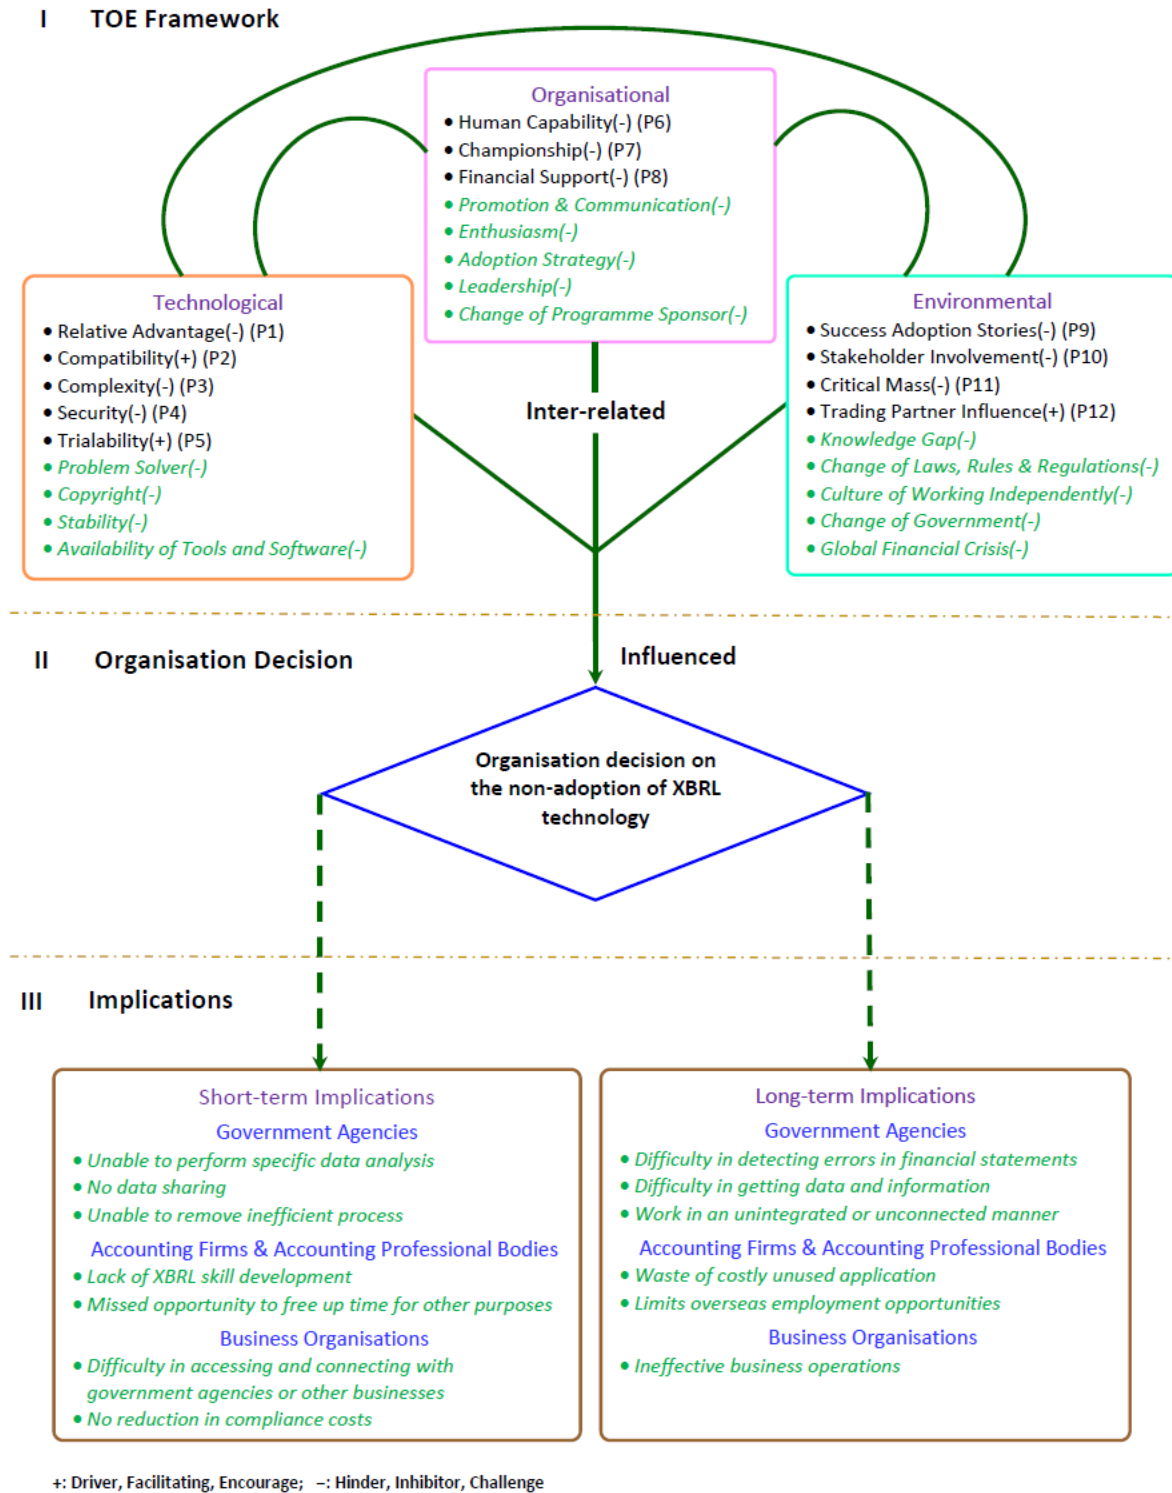 I TOE Framework
Organisational
• Human Capability(-) (P6)
• Championship(-) (P7)
• Financial Support(-) (P8)
• Promotion & Communication(-)
• Enthusiasm(-)
• Adoption Strategy(-)
• Leadership(-)
• Change of Programme Sponsor(-)
Technological
• Relative Advantage(-) (P1)
• Compatibility(+) (P2)
• Complexity(-) (P3)
• Security(-) (P4)
• Trialability(+) (P5)
• Problem Solver(-)
• Copyright(-)
• Stability(-)
• Availability of Tools and Software(-)
Environmental
• Success Adoption Stories(-) (P9)
• Stakeholder Involvement(-) (P10)
• Critical Mass(-) (P11)
• Trading Partner Influence(+) (P12)
• Knowledge Gap(-)
• Change of Laws, Rules & Regulations(-)
• Culture of Working Independently(-)
• Change of Government(-)
• Global Financial Crisis(-)
Inter-related
II Organisation Decision
Influenced
Organisation decision on
the non-adoption of XBRL
technology
III Implications
Short-term Implications
Government Agencies
• Unable to perform specific data analysis
• No data sharing
• Unable to remove inefficient process
Accounting Firms & Accounting Professional Bodies
• Lack of XBRL skill development
• Missed opportunity to free up time for other purposes
Business Organisations
• Difficulty in accessing and connecting with
government agencies or other businesses
• No reduction in compliance costs
Long-term Implications
Government Agencies
• Difficulty in detecting errors in financial statements
• Difficulty in getting data and information
• Work in an unintegrated or unconnected manner
Accounting Firms & Accounting Professional Bodies
• Waste of costly unused application
• Limits overseas employment opportunities
Business Organisations
• Ineffective business operations
+: Driver, Facilitating, Encourage; –: Hinder, Inhibitor, Challenge